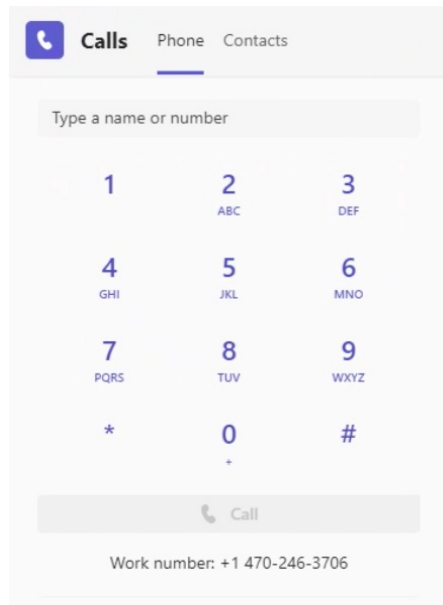 Calls Phone Contacts
Type a name or number
1 2 3
ABC DEF
4 5 6
GHI JKL MNO
7 8 9
PQRS TUV WXYZ
* 0 #
+
Call
Work number: +1 470-246-3706